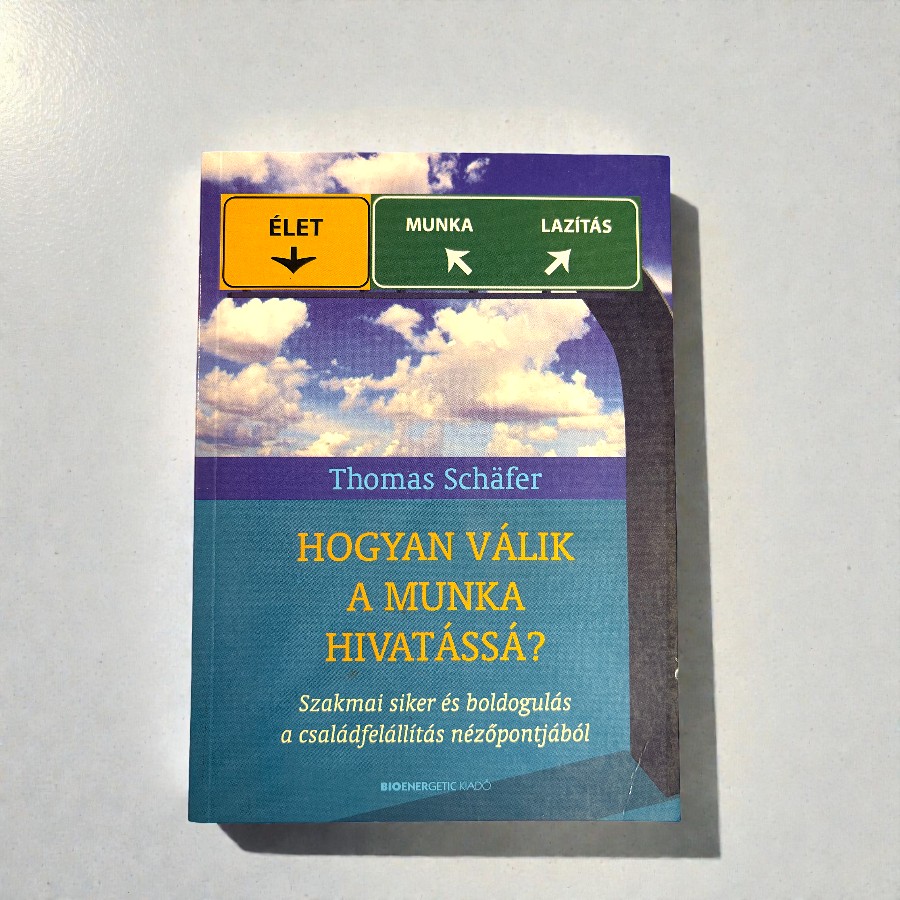 ÉLET
MUNKA LAZÍTÁS
Thomas Schäfer
HOGYAN VÁLIK
A MUNKA
HIVATÁSSÁ?
Szakmai siker és boldogulás
a családfelállítás nézőpontjából
BIOENERGETIC KIADÓ